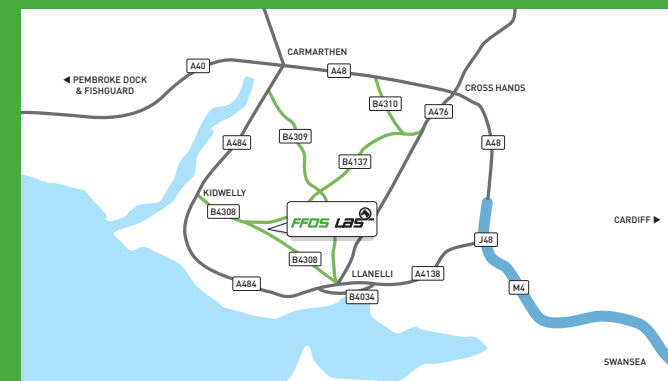 CARMARTHEN
A40
A48
◀ PEMBROKE DOCK
& FISHGUARD
CROSS HANDS
B4310
A476
B4309
A484
A48
B4137
KIDWELLY
B4308
FFOS LAS
CARDIFF ▶
J48
B4308
LLANELLI
A4138
A484
B4034
M4
SWANSEA